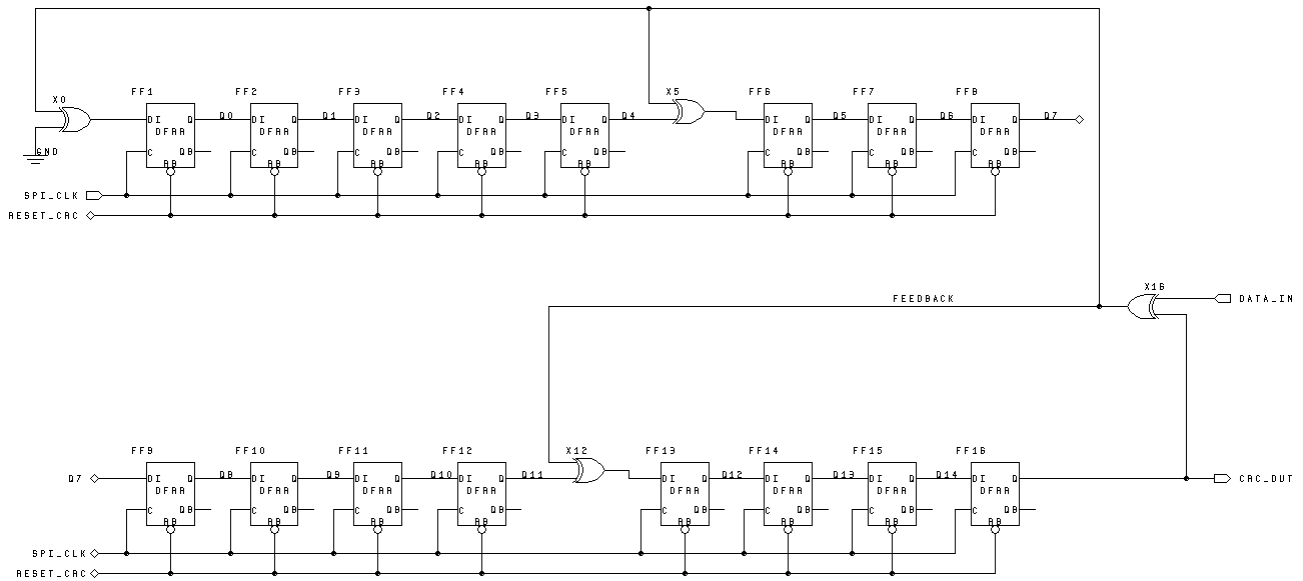 X0 FF1 FF2 FF3 FF4 FF5 X5 FF6 FF7 FF8
DI Q Q0 DI Q Q1 DI Q Q2 DI Q Q3 DI Q Q4 DI Q Q5 DI Q Q6 DI Q Q7
DFRR DFRR DFRR DFRR DFRR DFRR DFRR DFRR
GND C QB C QB C QB C QB C QB C QB C QB C QB
RB RB RB RB RB RB RB RB
SPI_CLK
RESET_CRC
X16
FEEDBACK DATA_IN
FF9 FF10 FF11 FF12 X12 FF13 FF14 FF15 FF16
Q7 DI Q Q8 DI Q Q9 DI Q Q10 DI Q Q11 DI Q Q12 DI Q Q13 DI Q Q14 DI Q CRC_OUT
DFRR DFRR DFRR DFRR DFRR DFRR DFRR DFRR
C QB C QB C QB C QB C QB C QB C QB C QB
RB RB RB RB RB RB RB RB
SPI_CLK
RESET_CRC